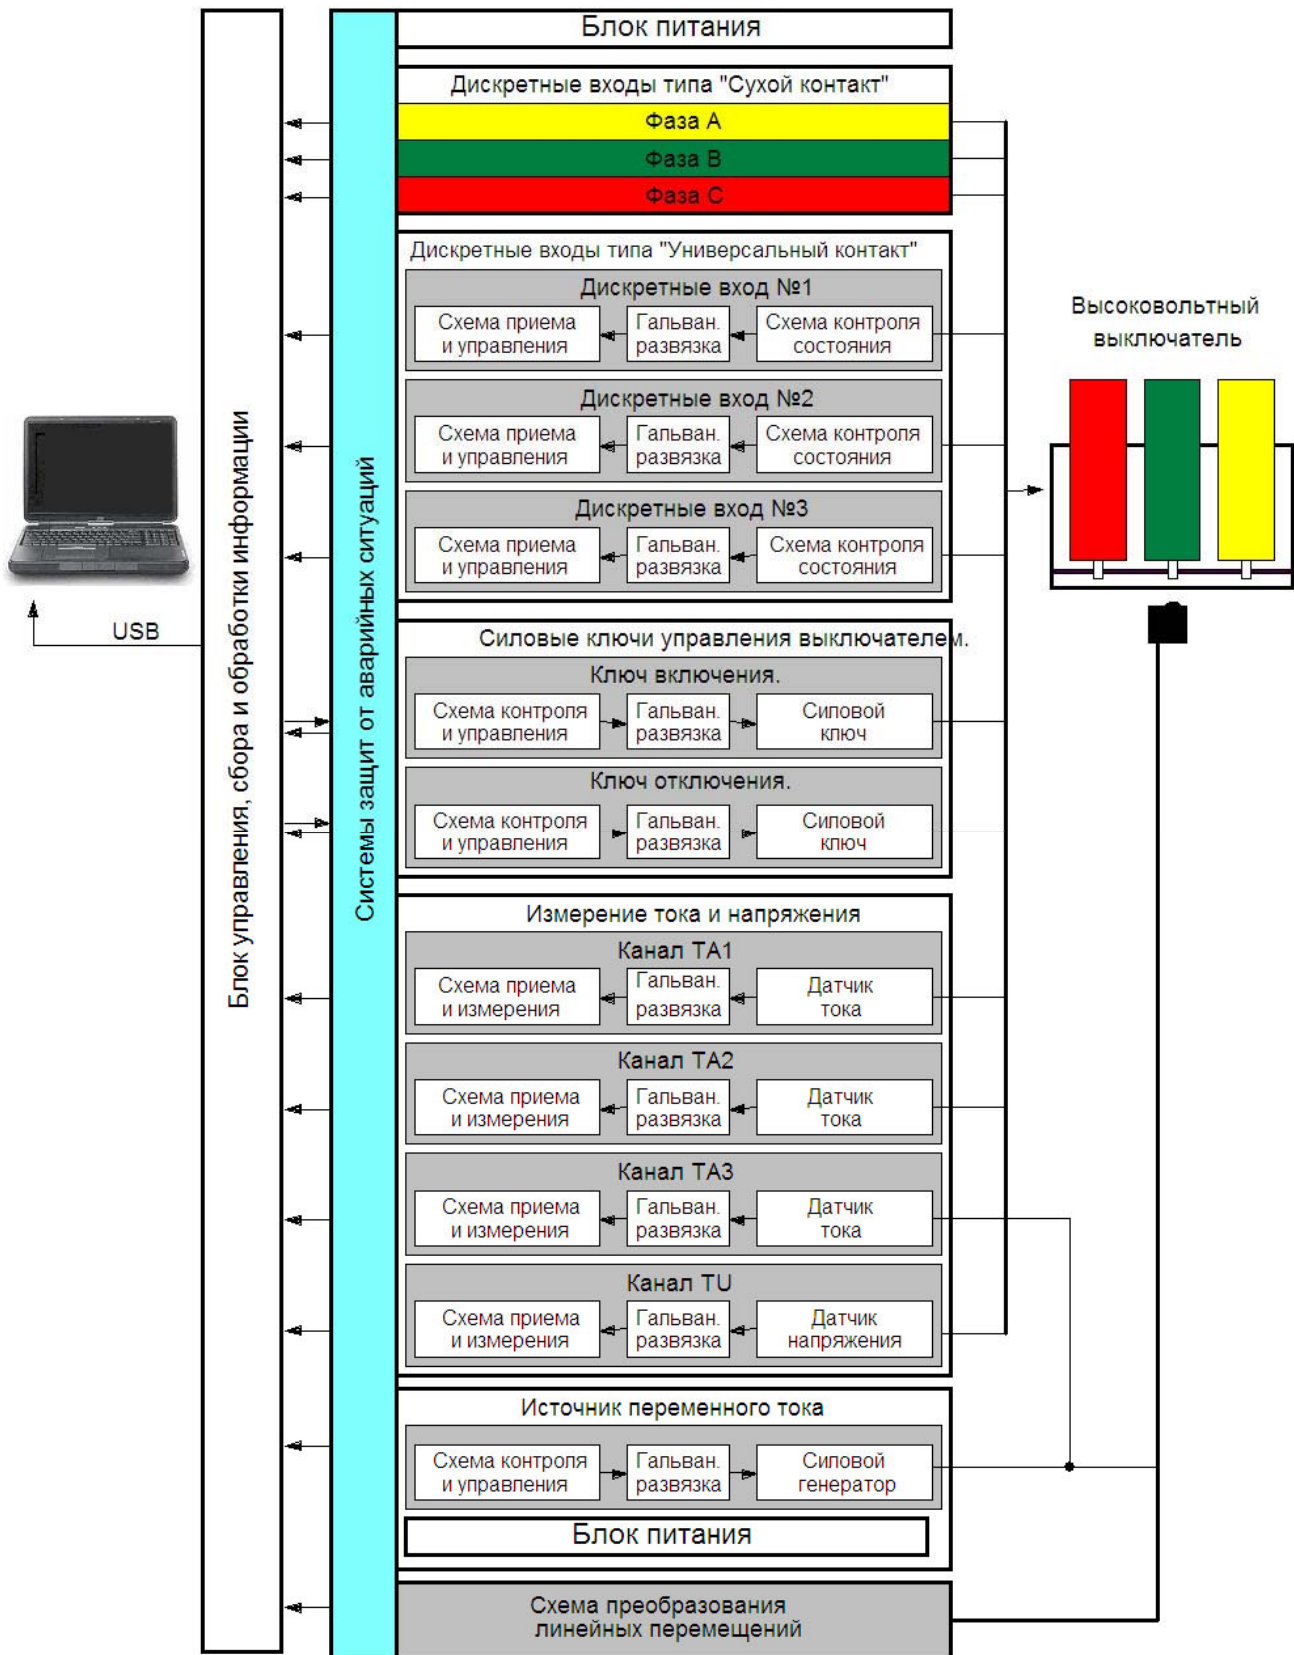 Блок питания
Дискретные входы типа "Сухой контакт"
Фаза А
Фаза В
Фаза С
Дискретные входы типа "Универсальный контакт"
Дискретные вход №1
Схема приема
и управления
Гальван.
развязка
Схема контроля
состояния
Дискретные вход №2
Схема приема
и управления
Гальван.
развязка
Схема контроля
состояния
Дискретные вход №3
Схема приема
и управления
Гальван.
развязка
Схема контроля
состояния
Силовые ключи управления выключателем.
Ключ включения.
Схема контроля
и управления
Гальван.
развязка
Силовой
ключ
Ключ отключения.
Схема контроля
и управления
Гальван.
развязка
Силовой
ключ
Измерение тока и напряжения
Канал ТА1
Схема приема
и измерения
Гальван.
развязка
Датчик
тока
Канал ТА2
Схема приема
и измерения
Гальван.
развязка
Датчик
тока
Канал ТА3
Схема приема
и измерения
Гальван.
развязка
Датчик
тока
Канал TU
Схема приема
и измерения
Гальван.
развязка
Датчик
напряжения
Источник переменного тока
Схема контроля
и управления
Гальван.
развязка
Силовой
генератор
Блок питания
Схема преобразования
линейных перемещений
Блок управления, сбора и обработки информации
Системы защит от аварийных ситуаций
USB
Высоковольтный
выключатель